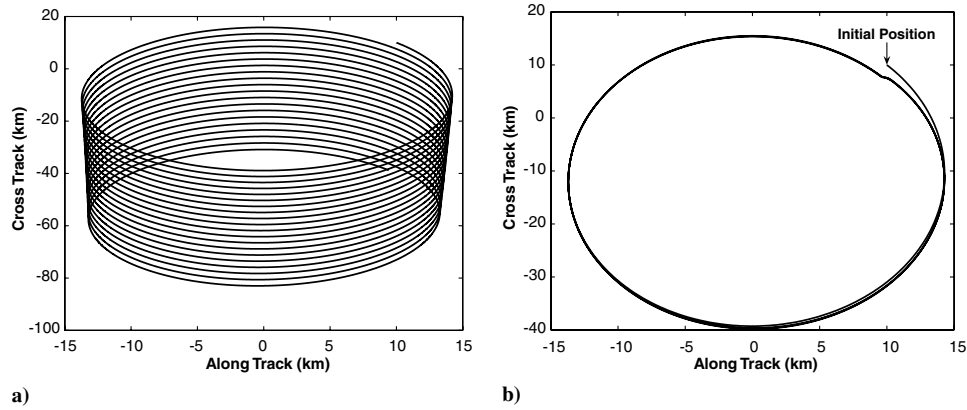 20
0
-20
-40
-60
-80
-100
Cross Track (km)
-15 -10 -5 0 5 10 15
Along Track (km)
a)
20
10
0
-10
-20
-30
-40
Cross Track (km)
Initial Position
-15 -10 -5 0 5 10 15
Along Track (km)
b)